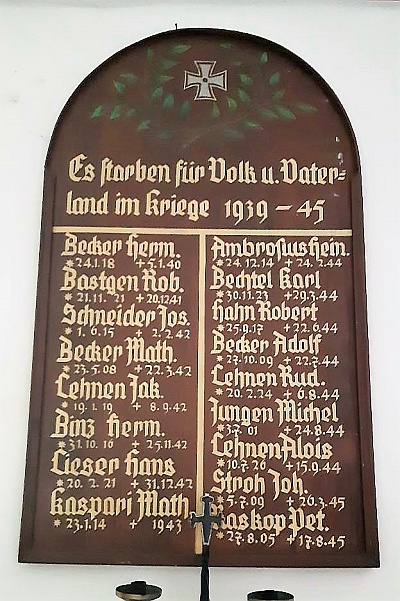 Es starben für Volk u. Vater=
land im Kriege 1939 – 45
Becker Herm.
*24.1.18 +5.1.40
Bastgen Rob.
*21.11.21 +20.12.41
Schneider Jos.
*1.6.15 +2.2.42
Becker Math.
*23.5.08 +22.3.42
Lehnen Jak.
*19.1.19 +8.9.42
Binz Herm.
*31.10.16 +25.11.42
Lieser Hans
*20.2.21 +31.12.42
Kaspari Math.
*23.1.14 +1943
Ambrosius Hein.
*24.12.14 +24.2.44
Bechtel Karl
*30.11.23 +29.3.44
Hahn Robert
*25.9.17 +22.6.44
Becker Adolf
*27.10.09 +22.7.44
Lehnen Rud.
*20.2.24 +6.8.44
Jungen Michel
*3.7.01 +24.8.44
Lehnen Alois
*10.7.26 +15.9.44
Stroh Joh.
*5.7.09 +26.3.45
Raskop Pet.
*27.8.05 +17.8.45